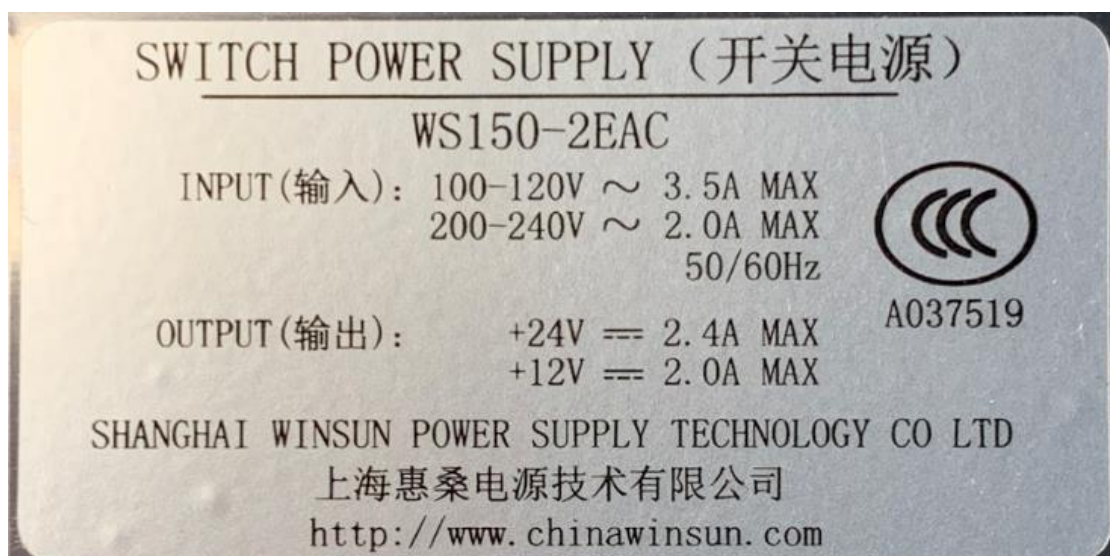 SWITCH POWER SUPPLY (开关电源)
WS150-2EAC
INPUT(输入): 100-120V ～ 3.5A MAX
200-240V ～ 2.0A MAX
50/60Hz
A037519
OUTPUT(输出): +24V ⎓ 2.4A MAX
+12V ⎓ 2.0A MAX
SHANGHAI WINSUN POWER SUPPLY TECHNOLOGY CO LTD
上海惠桑电源技术有限公司
http://www.chinawinsun.com